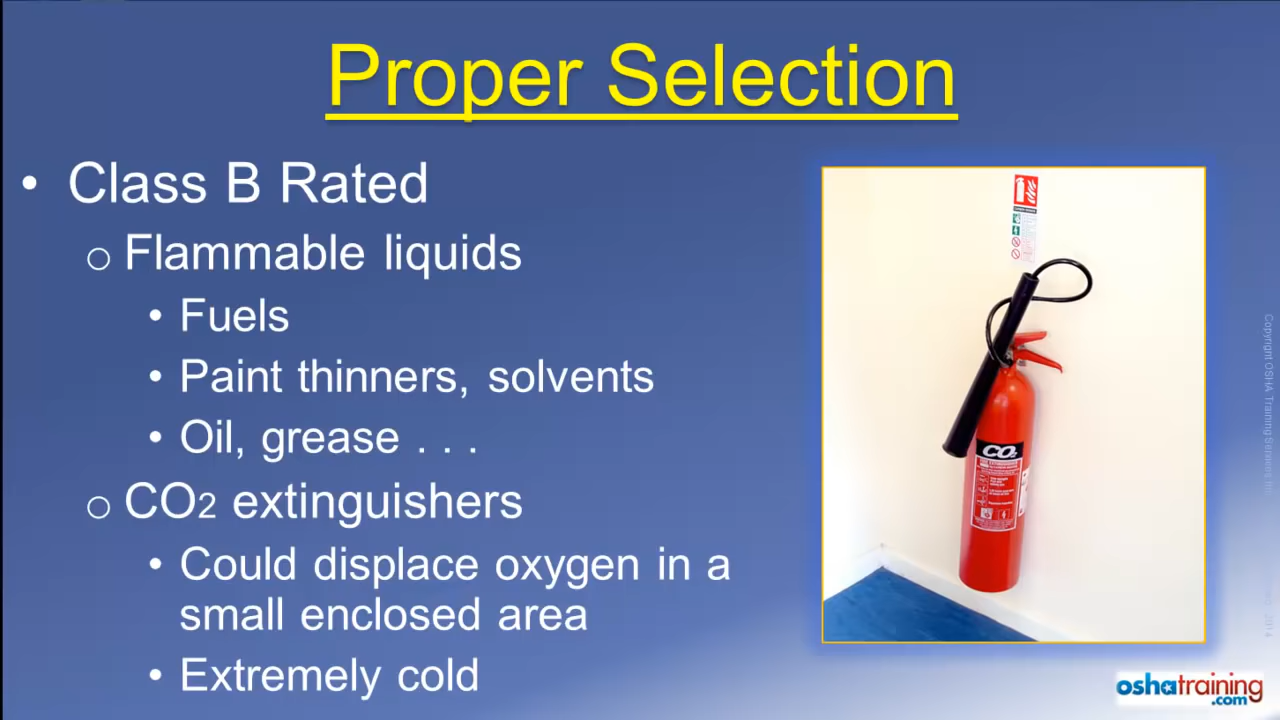 Proper Selection
• Class B Rated
o Flammable liquids
• Fuels
• Paint thinners, solvents
• Oil, grease . . .
o CO2 extinguishers
• Could displace oxygen in a
small enclosed area
• Extremely cold
CO2
Copyright OSHA Training Services Inc
2014
oshatraining
.com